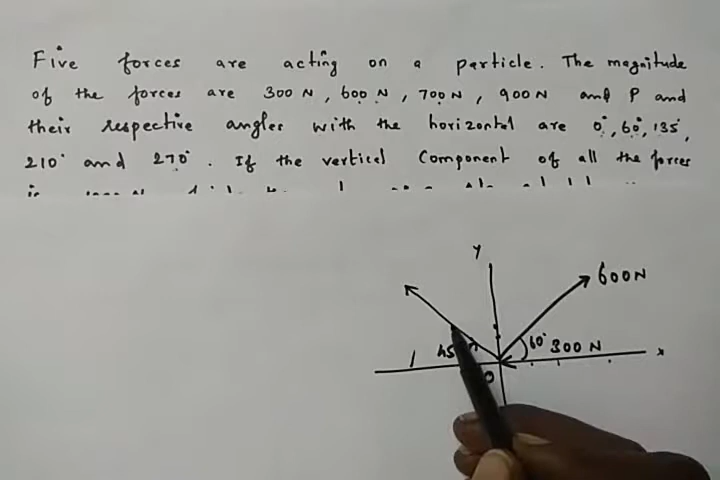 Five forces are acting on a particle. The magnitude
of the forces are 300 N, 600 N, 700 N, 900 N and P and
their respective angles with the horizontal are 0°, 60°, 135°,
210° and 270°. If the vertical component of all the forces
Y
600 N
45
60°
300 N
x
O